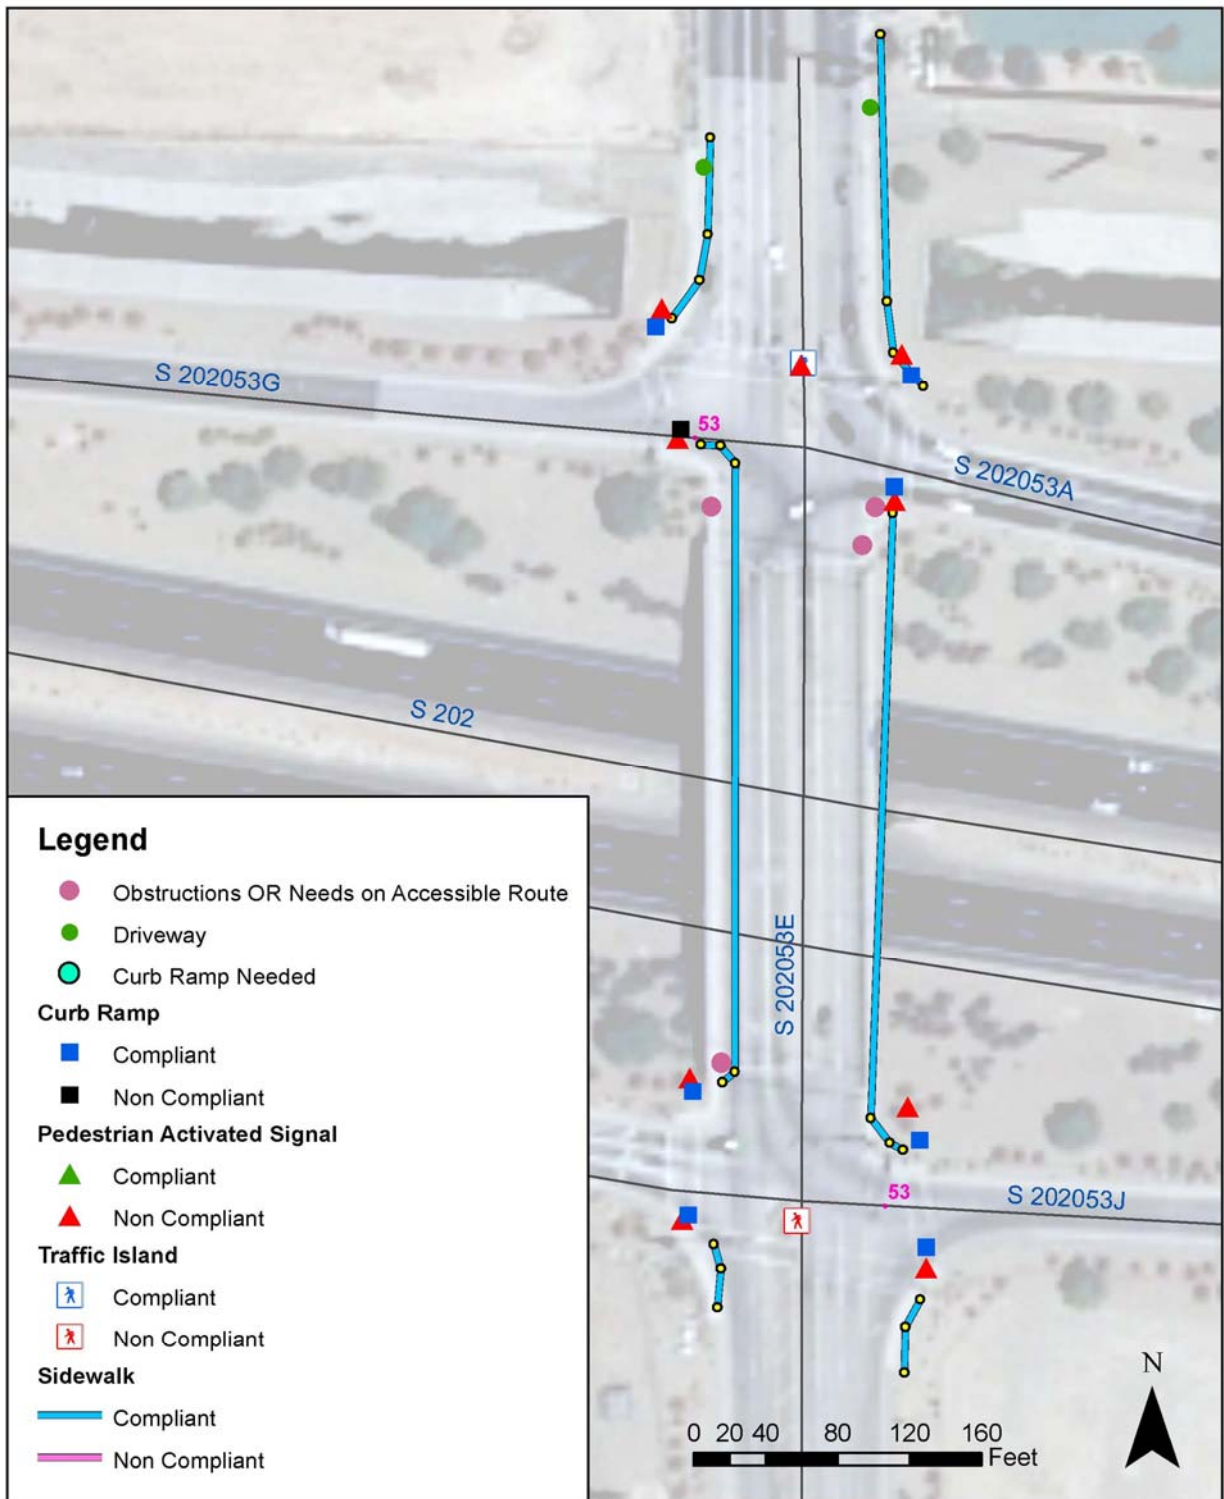 S 202053G
53
S 202053A
S 202
S 202053E
53
S 202053J
Legend
Obstructions OR Needs on Accessible Route
Driveway
Curb Ramp Needed
Curb Ramp
Compliant
Non Compliant
Pedestrian Activated Signal
Compliant
Non Compliant
Traffic Island
Compliant
Non Compliant
Sidewalk
Compliant
Non Compliant
N
0 20 40 80 120 160
Feet